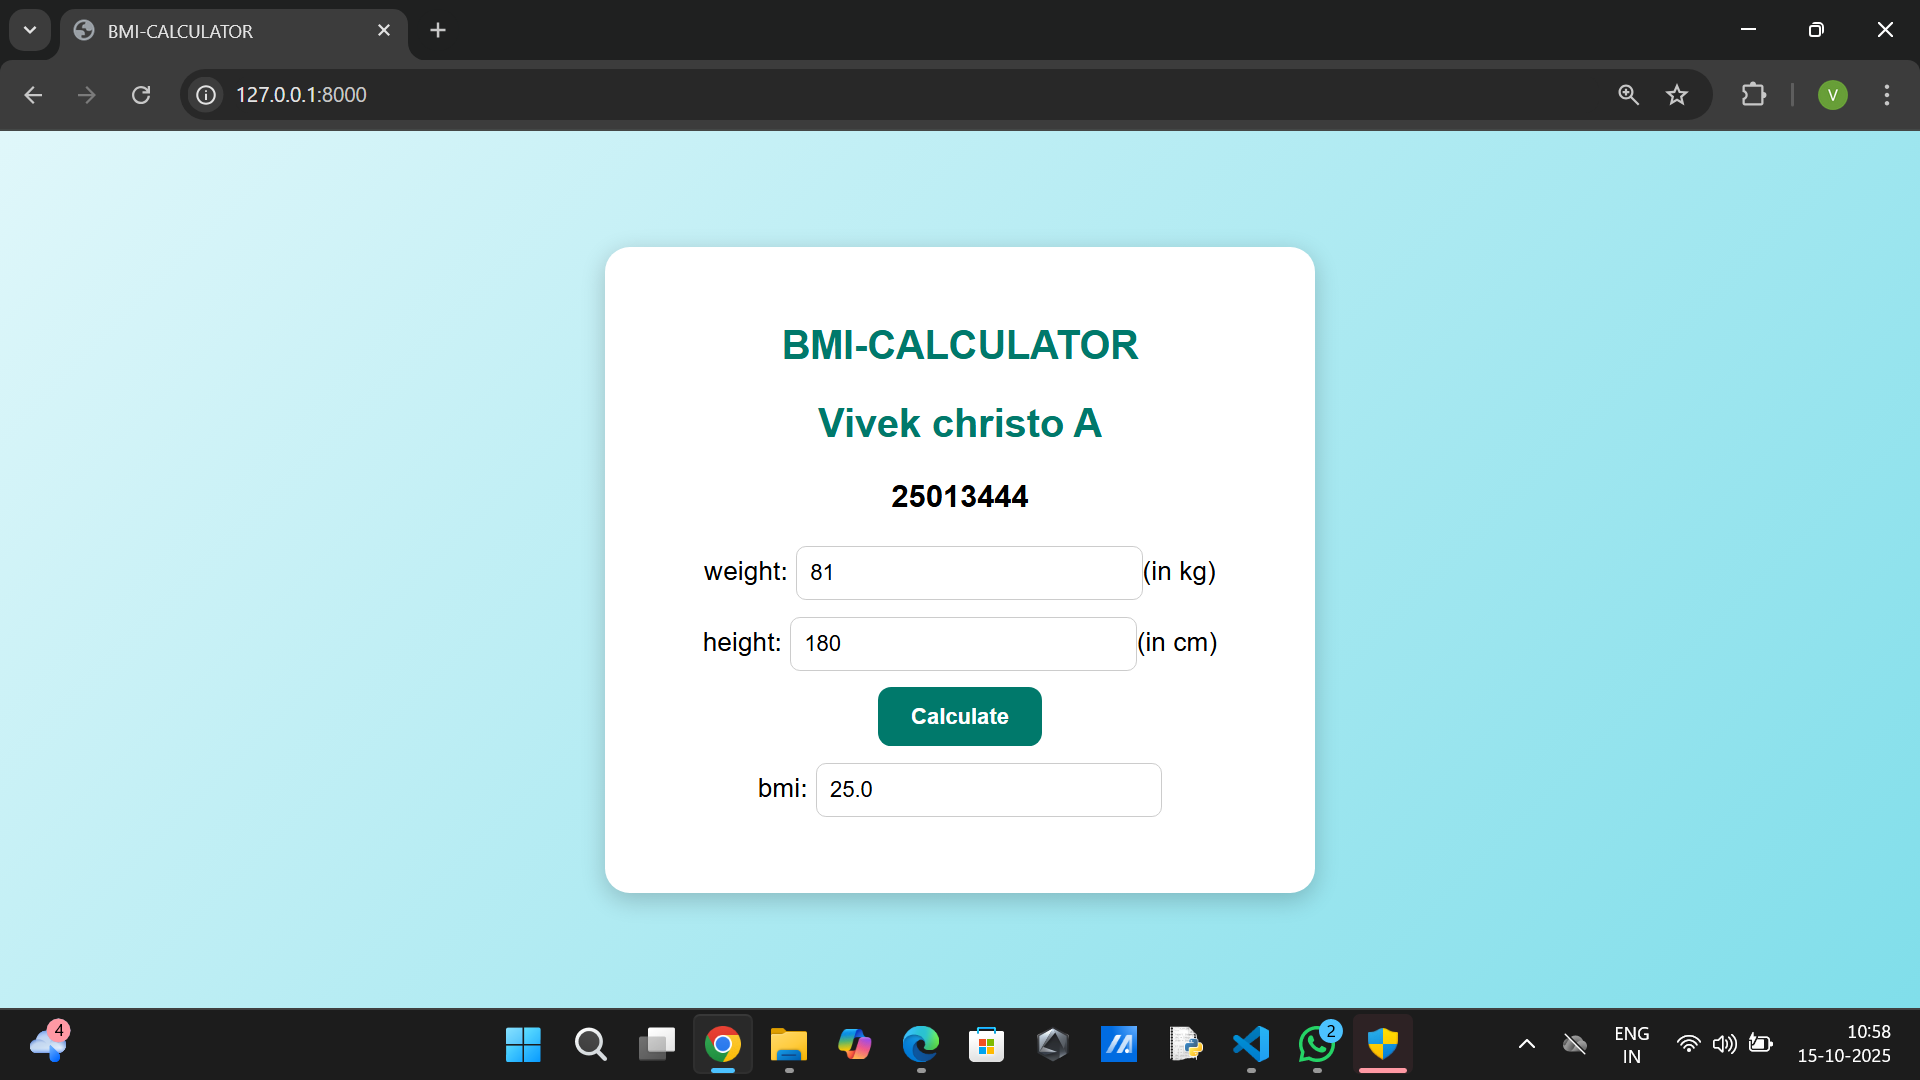 BMI-CALCULATOR
127.0.0.1:8000
V
BMI-CALCULATOR
Vivek christo A
25013444
weight: 81 (in kg)
height: 180 (in cm)
Calculate
bmi: 25.0
4
2
ENG
IN
10:58
15-10-2025